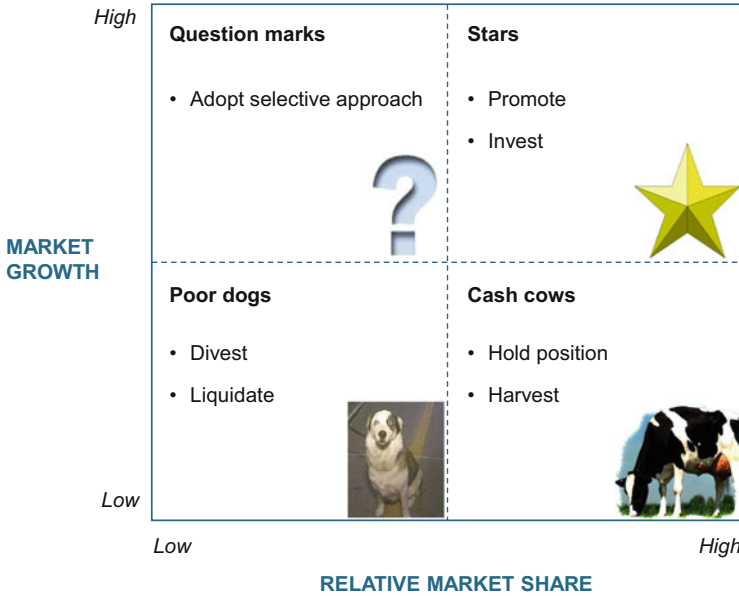 High
Question marks
Stars
• Adopt selective approach
• Promote
• Invest
?
MARKET
GROWTH
Poor dogs
Cash cows
• Divest
• Hold position
• Liquidate
• Harvest
Low
Low
High
RELATIVE MARKET SHARE